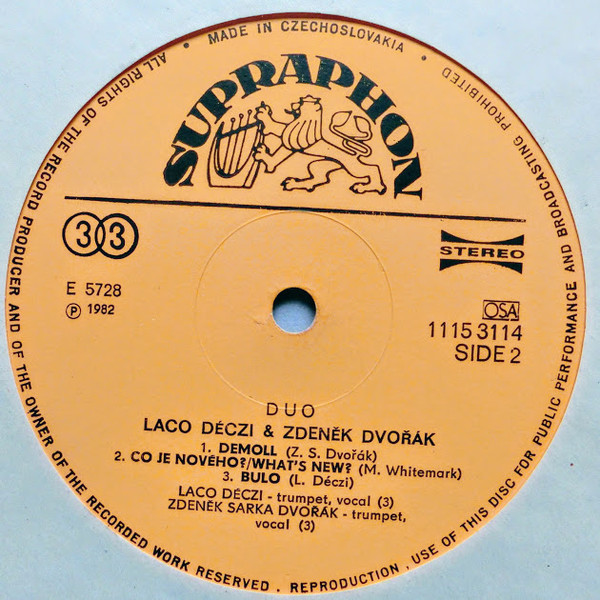 MADE IN CZECHOSLOVAKIA
SUPRAPHON
33
STEREO
E 5728
℗ 1982
OSA
1115 3114
SIDE 2
DUO
LACO DÉCZI & ZDENĚK DVOŘÁK
1. DEMOLL (Z. S. Dvořák)
2. CO JE NOVÉHO?/WHAT'S NEW? (M. Whitemark)
3. BULO (L. Déczi)
LACO DÉCZI - trumpet, vocal (3)
ZDENĚK SARKA DVOŘÁK - trumpet,
vocal (3)
ALL RIGHTS OF THE RECORD PRODUCER AND OF THE OWNER OF THE RECORDED WORK RESERVED . REPRODUCTION , USE OF THIS DISC FOR PUBLIC PERFORMANCE AND BROADCASTING PROHIBITED